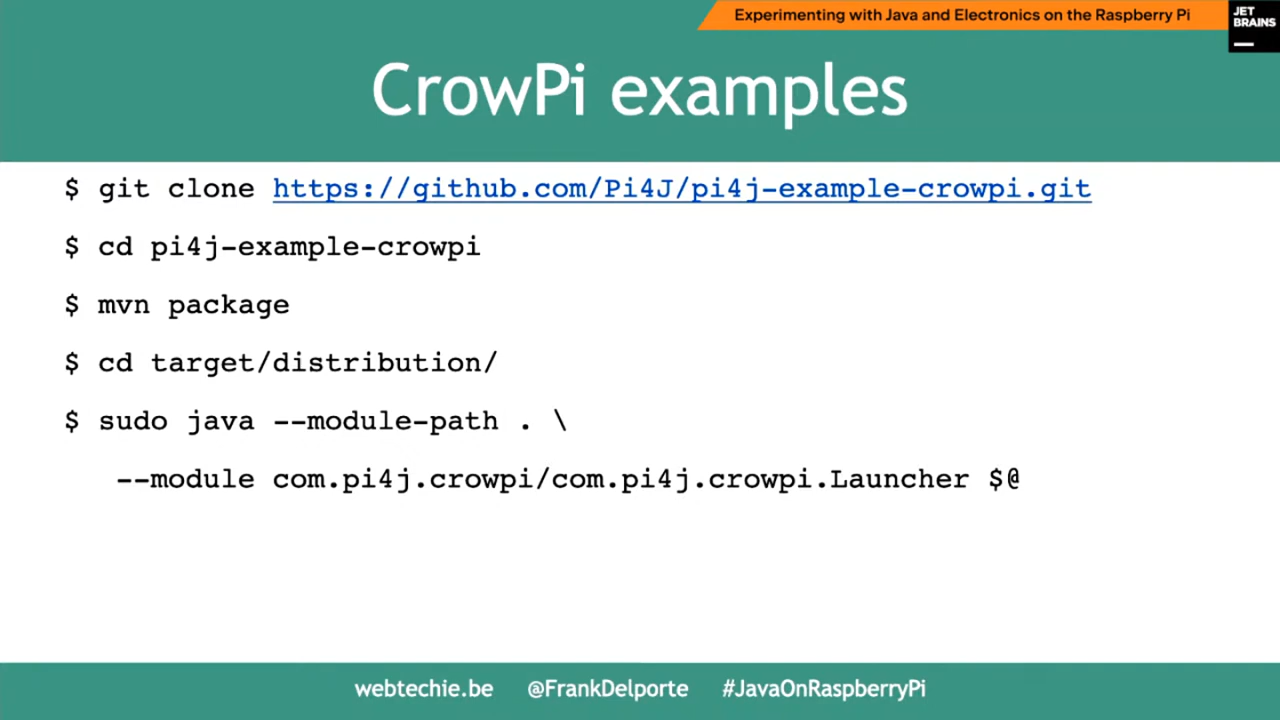 Experimenting with Java and Electronics on the Raspberry Pi
JET
BRAINS
CrowPi examples
$ git clone https://github.com/Pi4J/pi4j-example-crowpi.git
$ cd pi4j-example-crowpi
$ mvn package
$ cd target/distribution/
$ sudo java --module-path . \
--module com.pi4j.crowpi/com.pi4j.crowpi.Launcher $@
webtechie.be @FrankDelporte #JavaOnRaspberryPi